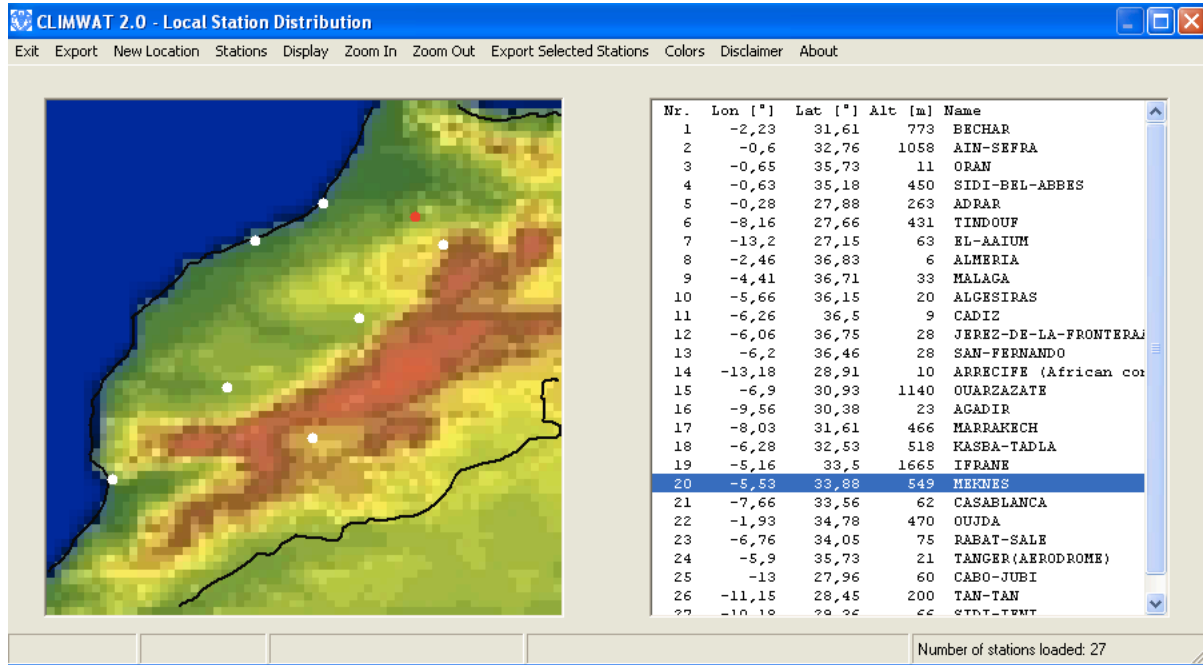 CLIMWAT 2.0 - Local Station Distribution
Exit Export New Location Stations Display Zoom In Zoom Out Export Selected Stations Colors Disclaimer About
Nr. Lon [°] Lat [°] Alt [m] Name
1 -2,23 31,61 773 BECHAR
2 -0,6 32,76 1058 AIN-SEFRA
3 -0,65 35,73 11 ORAN
4 -0,63 35,18 450 SIDI-BEL-ABBES
5 -0,28 27,88 263 ADRAR
6 -8,16 27,66 431 TINDOUF
7 -13,2 27,15 63 EL-AAIUM
8 -2,46 36,83 6 ALMERIA
9 -4,41 36,71 33 MALAGA
10 -5,66 36,15 20 ALGESIRAS
11 -6,26 36,5 9 CADIZ
12 -6,06 36,75 28 JEREZ-DE-LA-FRONTERA
13 -6,2 36,46 28 SAN-FERNANDO
14 -13,18 28,91 10 ARRECIFE (African cor
15 -6,9 30,93 1140 OUARZAZATE
16 -9,56 30,38 23 AGADIR
17 -8,03 31,61 466 MARRAKECH
18 -6,28 32,53 518 KASBA-TADLA
19 -5,16 33,5 1665 IFRANE
20 -5,53 33,88 549 MEKNES
21 -7,66 33,56 62 CASABLANCA
22 -1,93 34,78 470 OUJDA
23 -6,76 34,05 75 RABAT-SALE
24 -5,9 35,73 21 TANGER(AERODROME)
25 -13 27,96 60 CABO-JUBI
26 -11,15 28,45 200 TAN-TAN
27 -10,18 29,36 66 SIDI-IFNI
Number of stations loaded: 27